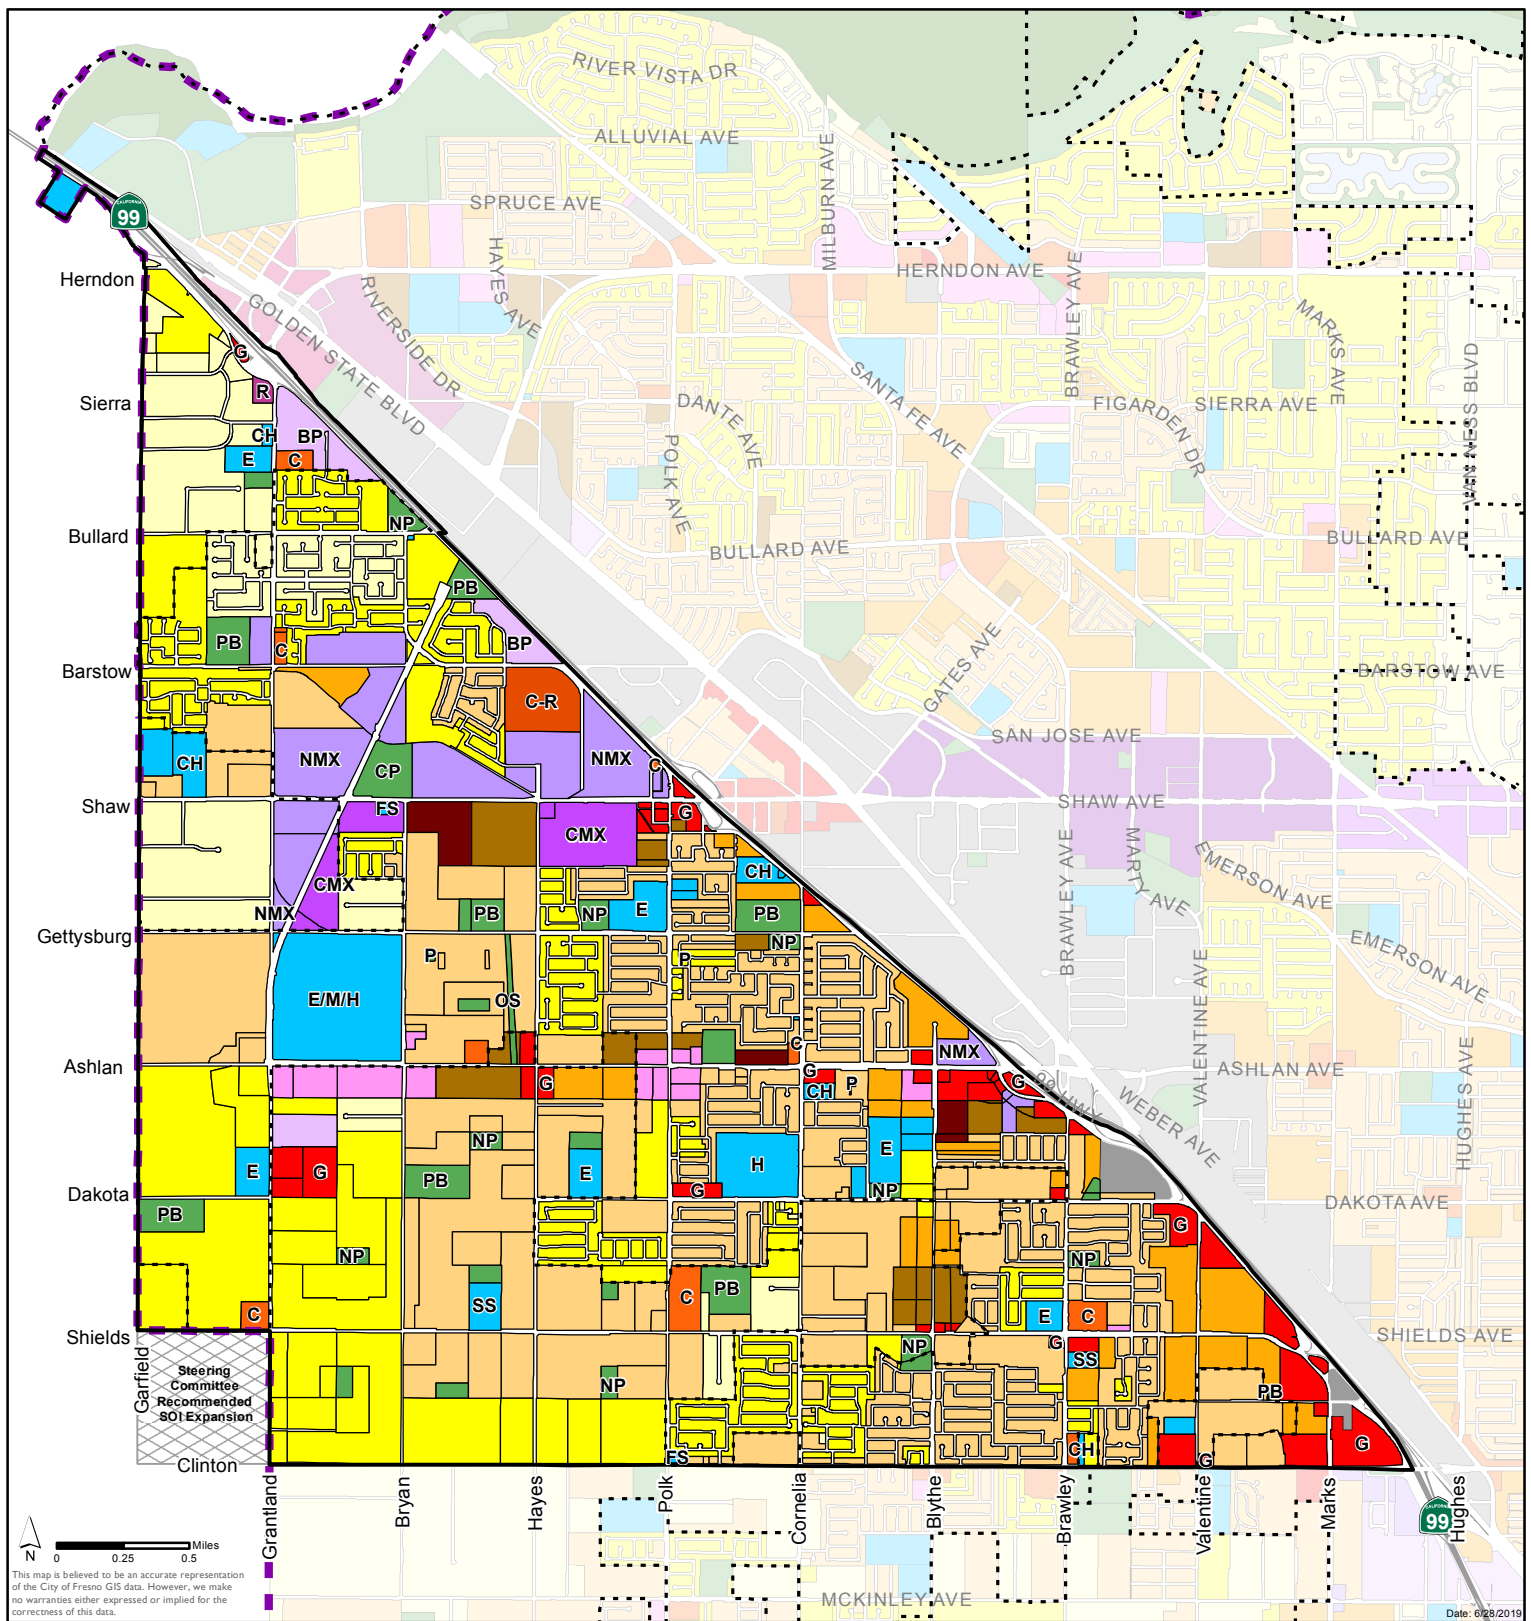 RIVER VISTA DR
ALLUVIAL AVE
MILBURN AVE
SPRUCE AVE
CALIFORNIA
99
HAYES AVE
HERNDON AVE
BRAWLEY AVE
Herndon
RIVERSIDE DR
GOLDEN STATE BLVD
MARKS AVE
VAN NESS BLVD
G
SANTA FE AVE
R
Sierra
DANTE AVE
FIGARDEN DR
SIERRA AVE
CH
BP
POLK AVE
E
C
NP
Bullard
BULLARD AVE
BULLARD AVE
PB
PB
BP
C
GATES AVE
Barstow
BARSTOW AVE
C-R
SAN JOSE AVE
NMX
NMX
C
CH
CP
Shaw
FS
G
SHAW AVE
CMX
BRAWLEY AVE
MARTY AVE
EMERSON AVE
CH
CMX
NMX
PB
NP
E
PB
Gettysburg
NP
EMERSON AVE
P
P
VALENTINE AVE
E/M/H
OS
C
NMX
HUGHES AVE
Ashlan
G
ASHLAN AVE
G
CH
P
G
99 HWY
WEBER AVE
NP
E
E
G
E
H
PB
Dakota
G
NP
DAKOTA AVE
PB
G
NP
NP
PB
C
SS
C
E
C
Shields
G
SHIELDS AVE
NP
SS
Garfield
Steering
Committee
Recommended
SOI Expansion
NP
PB
G
CH
FS
G
Clinton
Grantland
Bryan
Hayes
Polk
Cornelia
Blythe
Brawley
Valentine
Marks
Hughes
CALIFORNIA
99
N
0 0.25 0.5 Miles
This map is believed to be an accurate representation
of the City of Fresno GIS data. However, we make
no warranties either expressed or implied for the
correctness of this data.
MCKINLEY AVE
Date: 6/28/2019